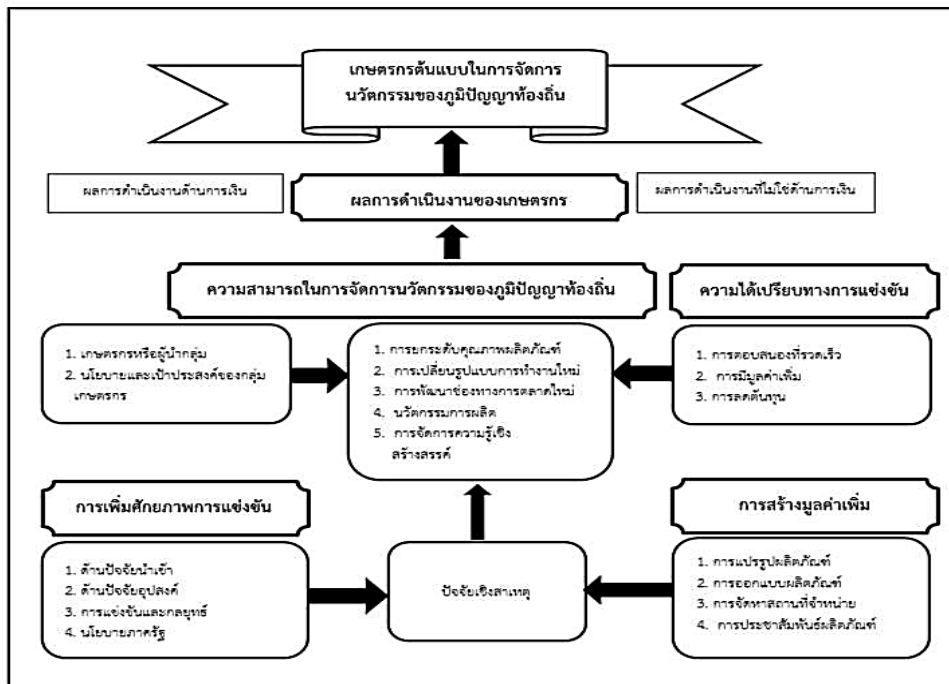 เกษตรกรต้นแบบในการจัดการ
นวัตกรรมของภูมิปัญญาท้องถิ่น
ผลการดำเนินงานด้านการเงิน
ผลการดำเนินงานของเกษตรกร
ผลการดำเนินงานที่ไม่ใช่ด้านการเงิน
ความสามารถในการจัดการนวัตกรรมของภูมิปัญญาท้องถิ่น
ความได้เปรียบทางการแข่งขัน
1. เกษตรกรหรือผู้นำกลุ่ม
2. นโยบายและเป้าประสงค์ของกลุ่ม
เกษตรกร
1. การยกระดับคุณภาพผลิตภัณฑ์
2. การเปลี่ยนรูปแบบการทำงานใหม่
3. การพัฒนาช่องทางการตลาดใหม่
4. นวัตกรรมการผลิต
5. การจัดการความรู้เชิง
สร้างสรรค์
1. การตอบสนองที่รวดเร็ว
2. การมีมูลค่าเพิ่ม
3. การลดต้นทุน
การเพิ่มศักยภาพการแข่งขัน
การสร้างมูลค่าเพิ่ม
1. ด้านปัจจัยนำเข้า
2. ด้านปัจจัยอุปสงค์
3. การแข่งขันและกลยุทธ์
4. นโยบายภาครัฐ
ปัจจัยเชิงสาเหตุ
1. การแปรรูปผลิตภัณฑ์
2. การออกแบบผลิตภัณฑ์
3. การจัดหาสถานที่จำหน่าย
4. การประชาสัมพันธ์ผลิตภัณฑ์